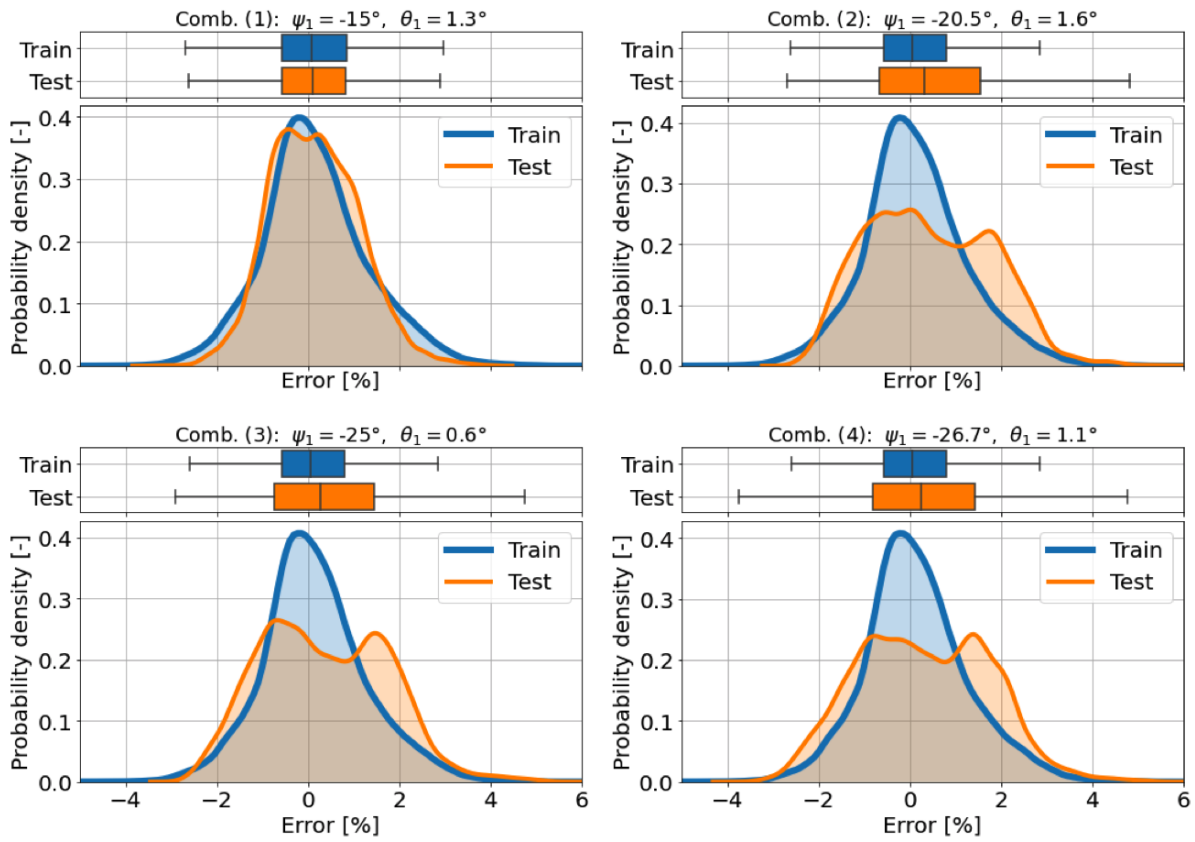 Comb. (1):  ψ₁ = -15°,  θ₁ = 1.3°
Train
Test
Probability density [-]
0.4
0.3
0.2
0.1
0.0
Train
Test
Error [%]
Comb. (2):  ψ₁ = -20.5°,  θ₁ = 1.6°
Train
Test
Probability density [-]
0.4
0.3
0.2
0.1
0.0
Train
Test
Error [%]
Comb. (3):  ψ₁ = -25°,  θ₁ = 0.6°
Train
Test
Probability density [-]
0.4
0.3
0.2
0.1
0.0
Train
Test
−4 −2 0 2 4 6
Error [%]
Comb. (4):  ψ₁ = -26.7°,  θ₁ = 1.1°
Train
Test
Probability density [-]
0.4
0.3
0.2
0.1
0.0
Train
Test
−4 −2 0 2 4 6
Error [%]